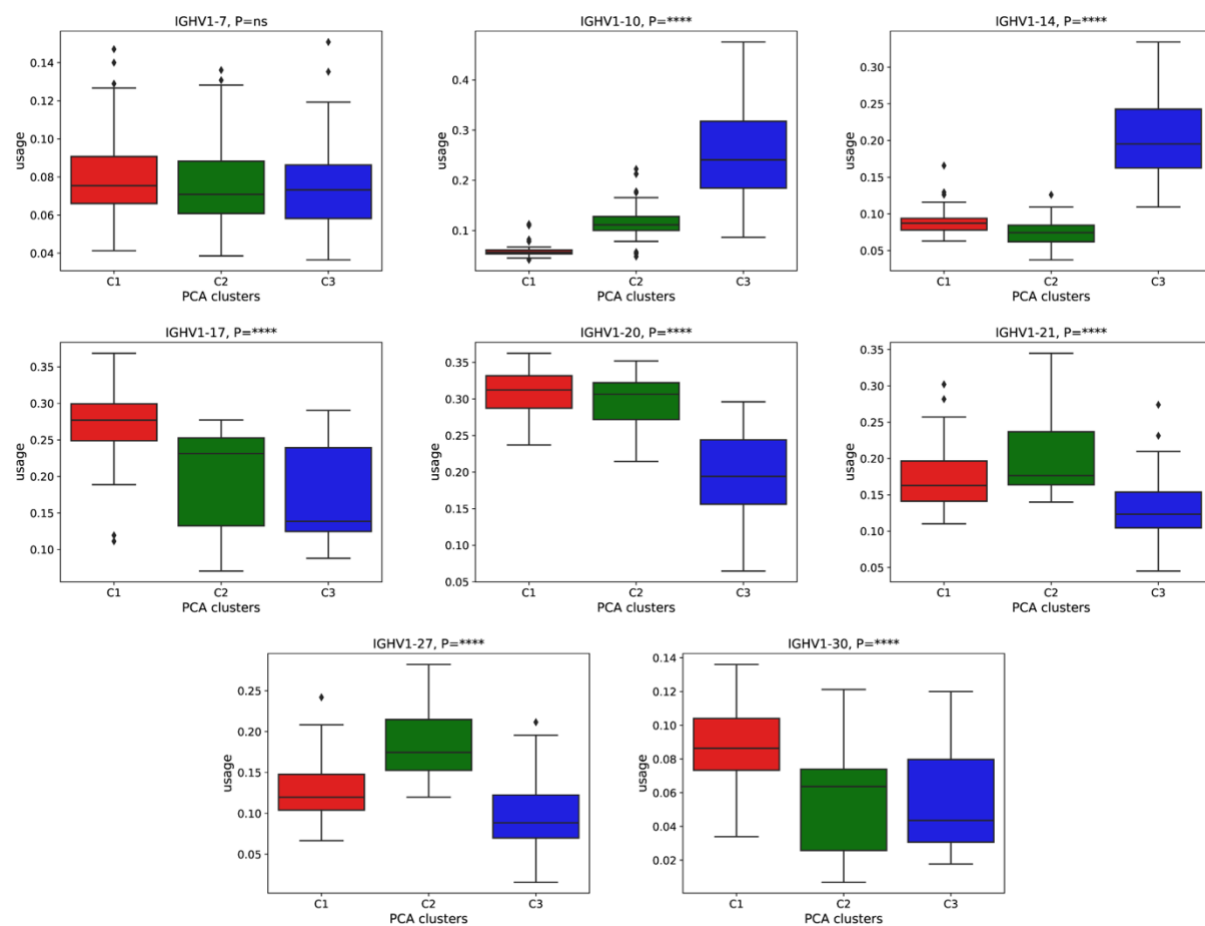 IGHV1-7, P=ns
usage
0.14
0.12
0.10
0.08
0.06
0.04
C1 C2 C3
PCA clusters
IGHV1-10, P=****
usage
0.4
0.3
0.2
0.1
C1 C2 C3
PCA clusters
IGHV1-14, P=****
usage
0.30
0.25
0.20
0.15
0.10
0.05
C1 C2 C3
PCA clusters
IGHV1-17, P=****
usage
0.35
0.30
0.25
0.20
0.15
0.10
C1 C2 C3
PCA clusters
IGHV1-20, P=****
usage
0.35
0.30
0.25
0.20
0.15
0.10
0.05
C1 C2 C3
PCA clusters
IGHV1-21, P=****
usage
0.35
0.30
0.25
0.20
0.15
0.10
0.05
C1 C2 C3
PCA clusters
IGHV1-27, P=****
usage
0.25
0.20
0.15
0.10
0.05
C1 C2 C3
PCA clusters
IGHV1-30, P=****
usage
0.14
0.12
0.10
0.08
0.06
0.04
0.02
C1 C2 C3
PCA clusters